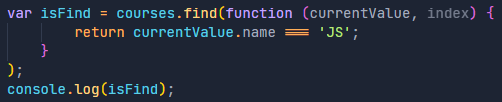 var isFind = courses.find(function (currentValue, index) {
        return currentValue.name === 'JS';
    }
);
console.log(isFind);